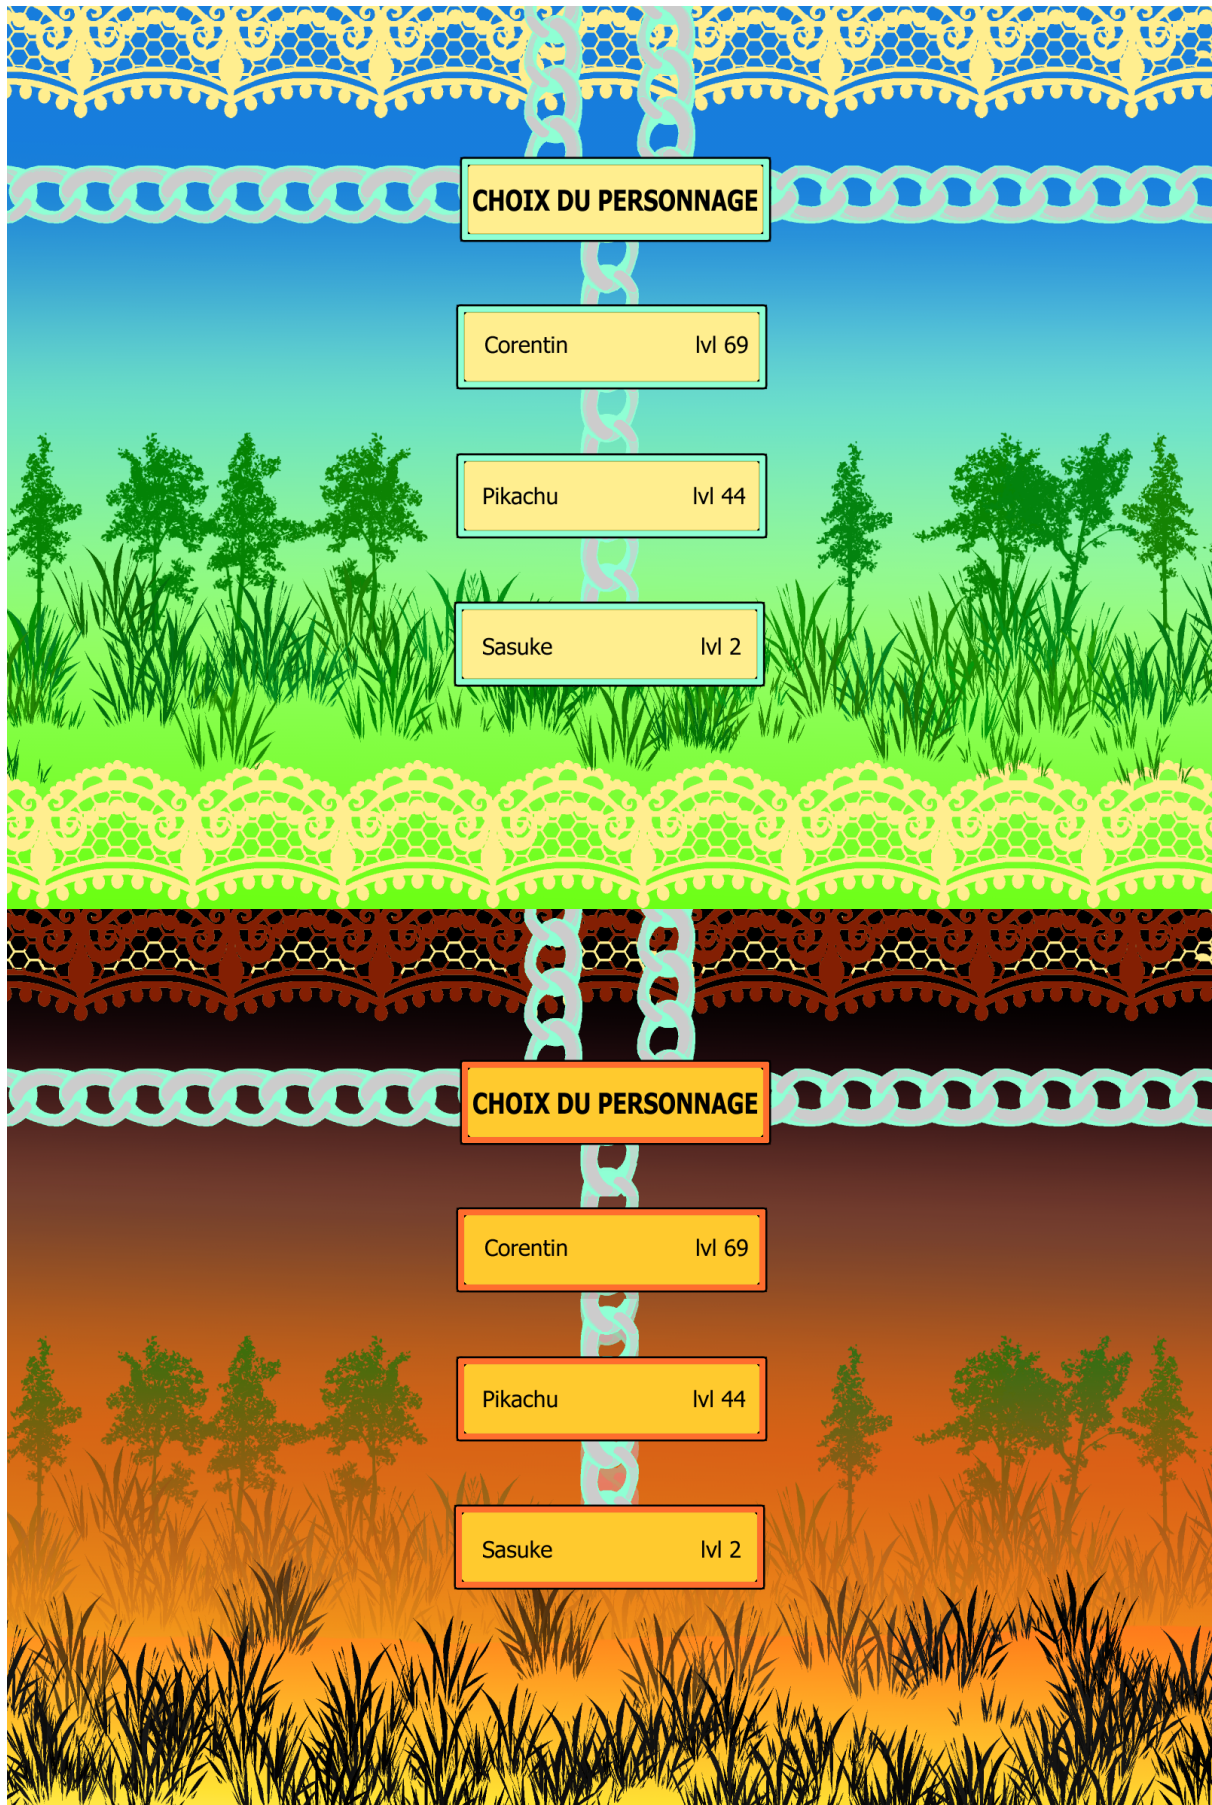 CHOIX DU PERSONNAGE
Corentin lvl 69
Pikachu lvl 44
Sasuke lvl 2
CHOIX DU PERSONNAGE
Corentin lvl 69
Pikachu lvl 44
Sasuke lvl 2